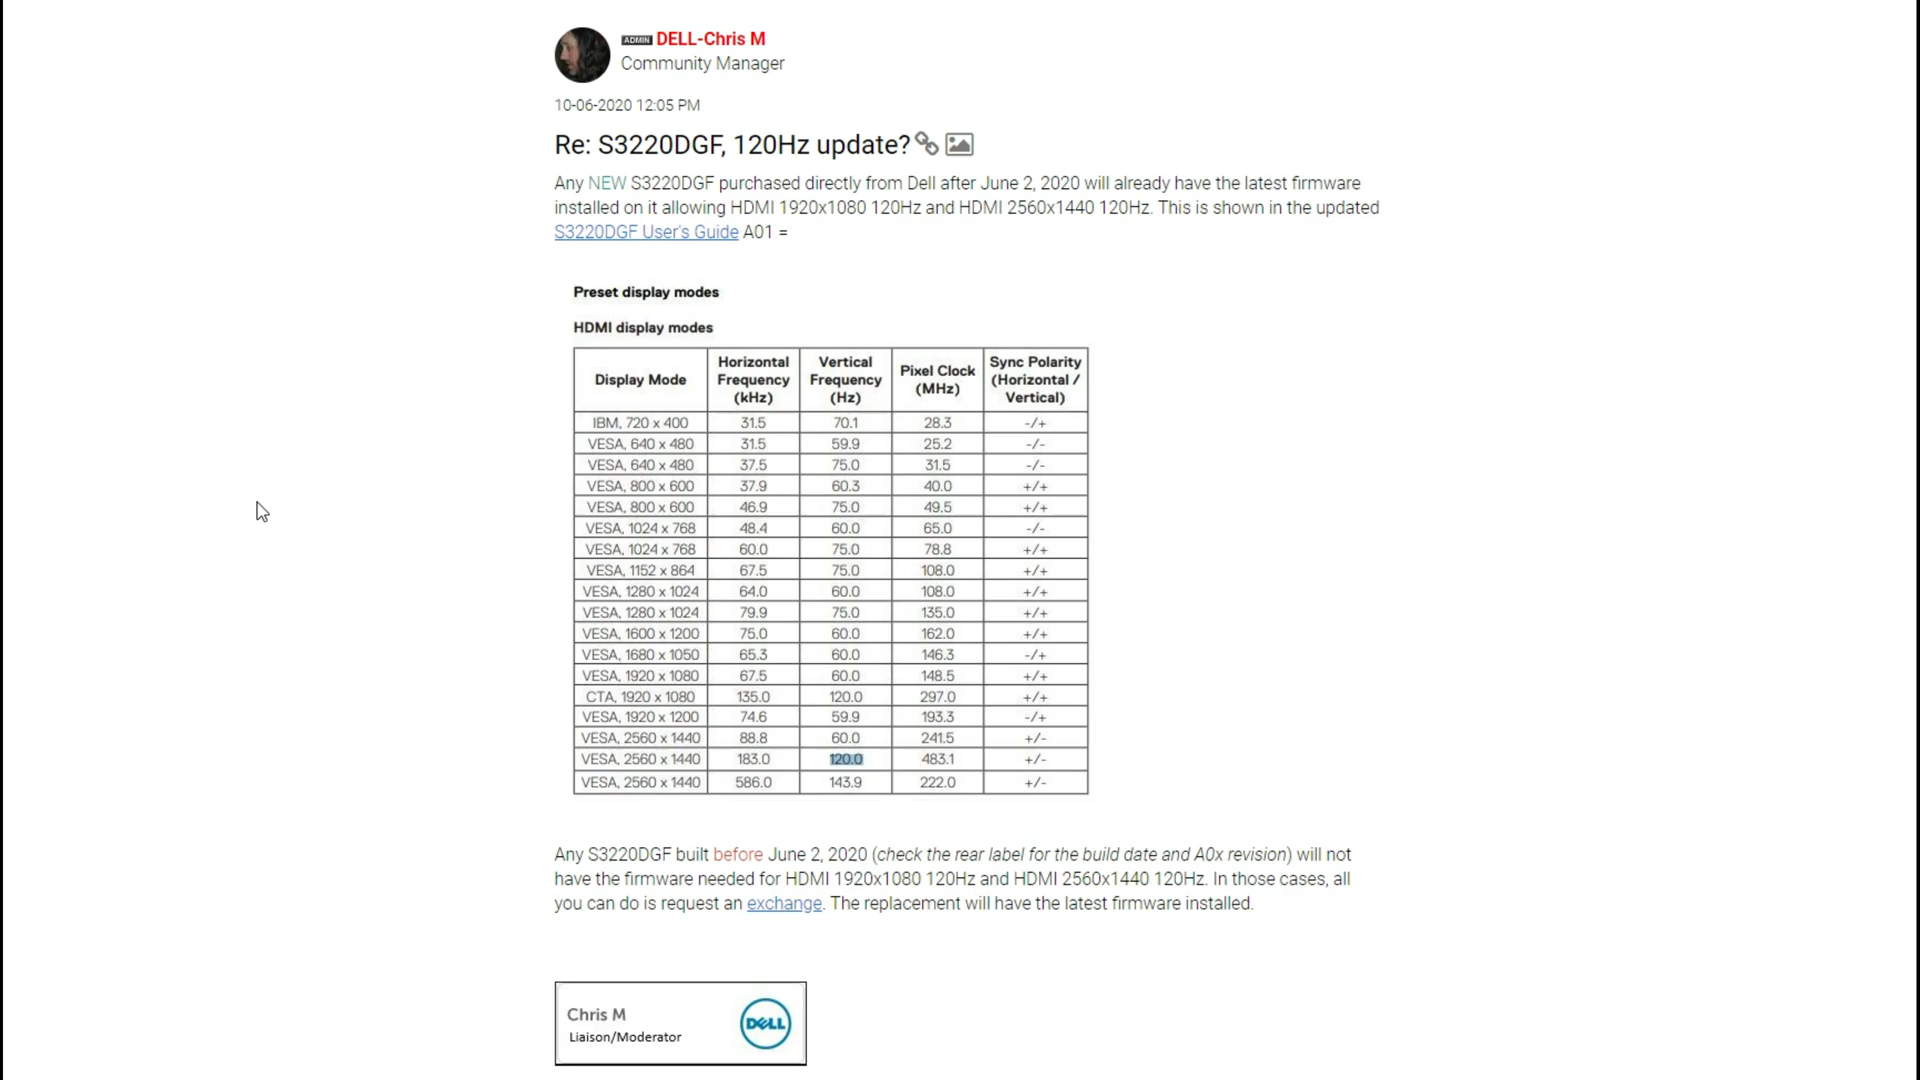 ADMIN DELL-Chris M
Community Manager
10-06-2020 12:05 PM
Re: S3220DGF, 120Hz update?
Any NEW S3220DGF purchased directly from Dell after June 2, 2020 will already have the latest firmware
installed on it allowing HDMI 1920x1080 120Hz and HDMI 2560x1440 120Hz. This is shown in the updated
S3220DGF User's Guide A01 =
Preset display modes
HDMI display modes
Display Mode Horizontal Frequency (kHz) Vertical Frequency (Hz) Pixel Clock (MHz) Sync Polarity (Horizontal / Vertical)
IBM, 720 x 400 31.5 70.1 28.3 -/+
VESA, 640 x 480 31.5 59.9 25.2 -/-
VESA, 640 x 480 37.5 75.0 31.5 -/-
VESA, 800 x 600 37.9 60.3 40.0 +/+
VESA, 800 x 600 46.9 75.0 49.5 +/+
VESA, 1024 x 768 48.4 60.0 65.0 -/-
VESA, 1024 x 768 60.0 75.0 78.8 +/+
VESA, 1152 x 864 67.5 75.0 108.0 +/+
VESA, 1280 x 1024 64.0 60.0 108.0 +/+
VESA, 1280 x 1024 79.9 75.0 135.0 +/+
VESA, 1600 x 1200 75.0 60.0 162.0 +/+
VESA, 1680 x 1050 65.3 60.0 146.3 -/+
VESA, 1920 x 1080 67.5 60.0 148.5 +/+
CTA, 1920 x 1080 135.0 120.0 297.0 +/+
VESA, 1920 x 1200 74.6 59.9 193.3 -/+
VESA, 2560 x 1440 88.8 60.0 241.5 +/-
VESA, 2560 x 1440 183.0 120.0 483.1 +/-
VESA, 2560 x 1440 586.0 143.9 222.0 +/-
Any S3220DGF built before June 2, 2020 (check the rear label for the build date and A0x revision) will not
have the firmware needed for HDMI 1920x1080 120Hz and HDMI 2560x1440 120Hz. In those cases, all
you can do is request an exchange. The replacement will have the latest firmware installed.
Chris M
Liaison/Moderator
DELL